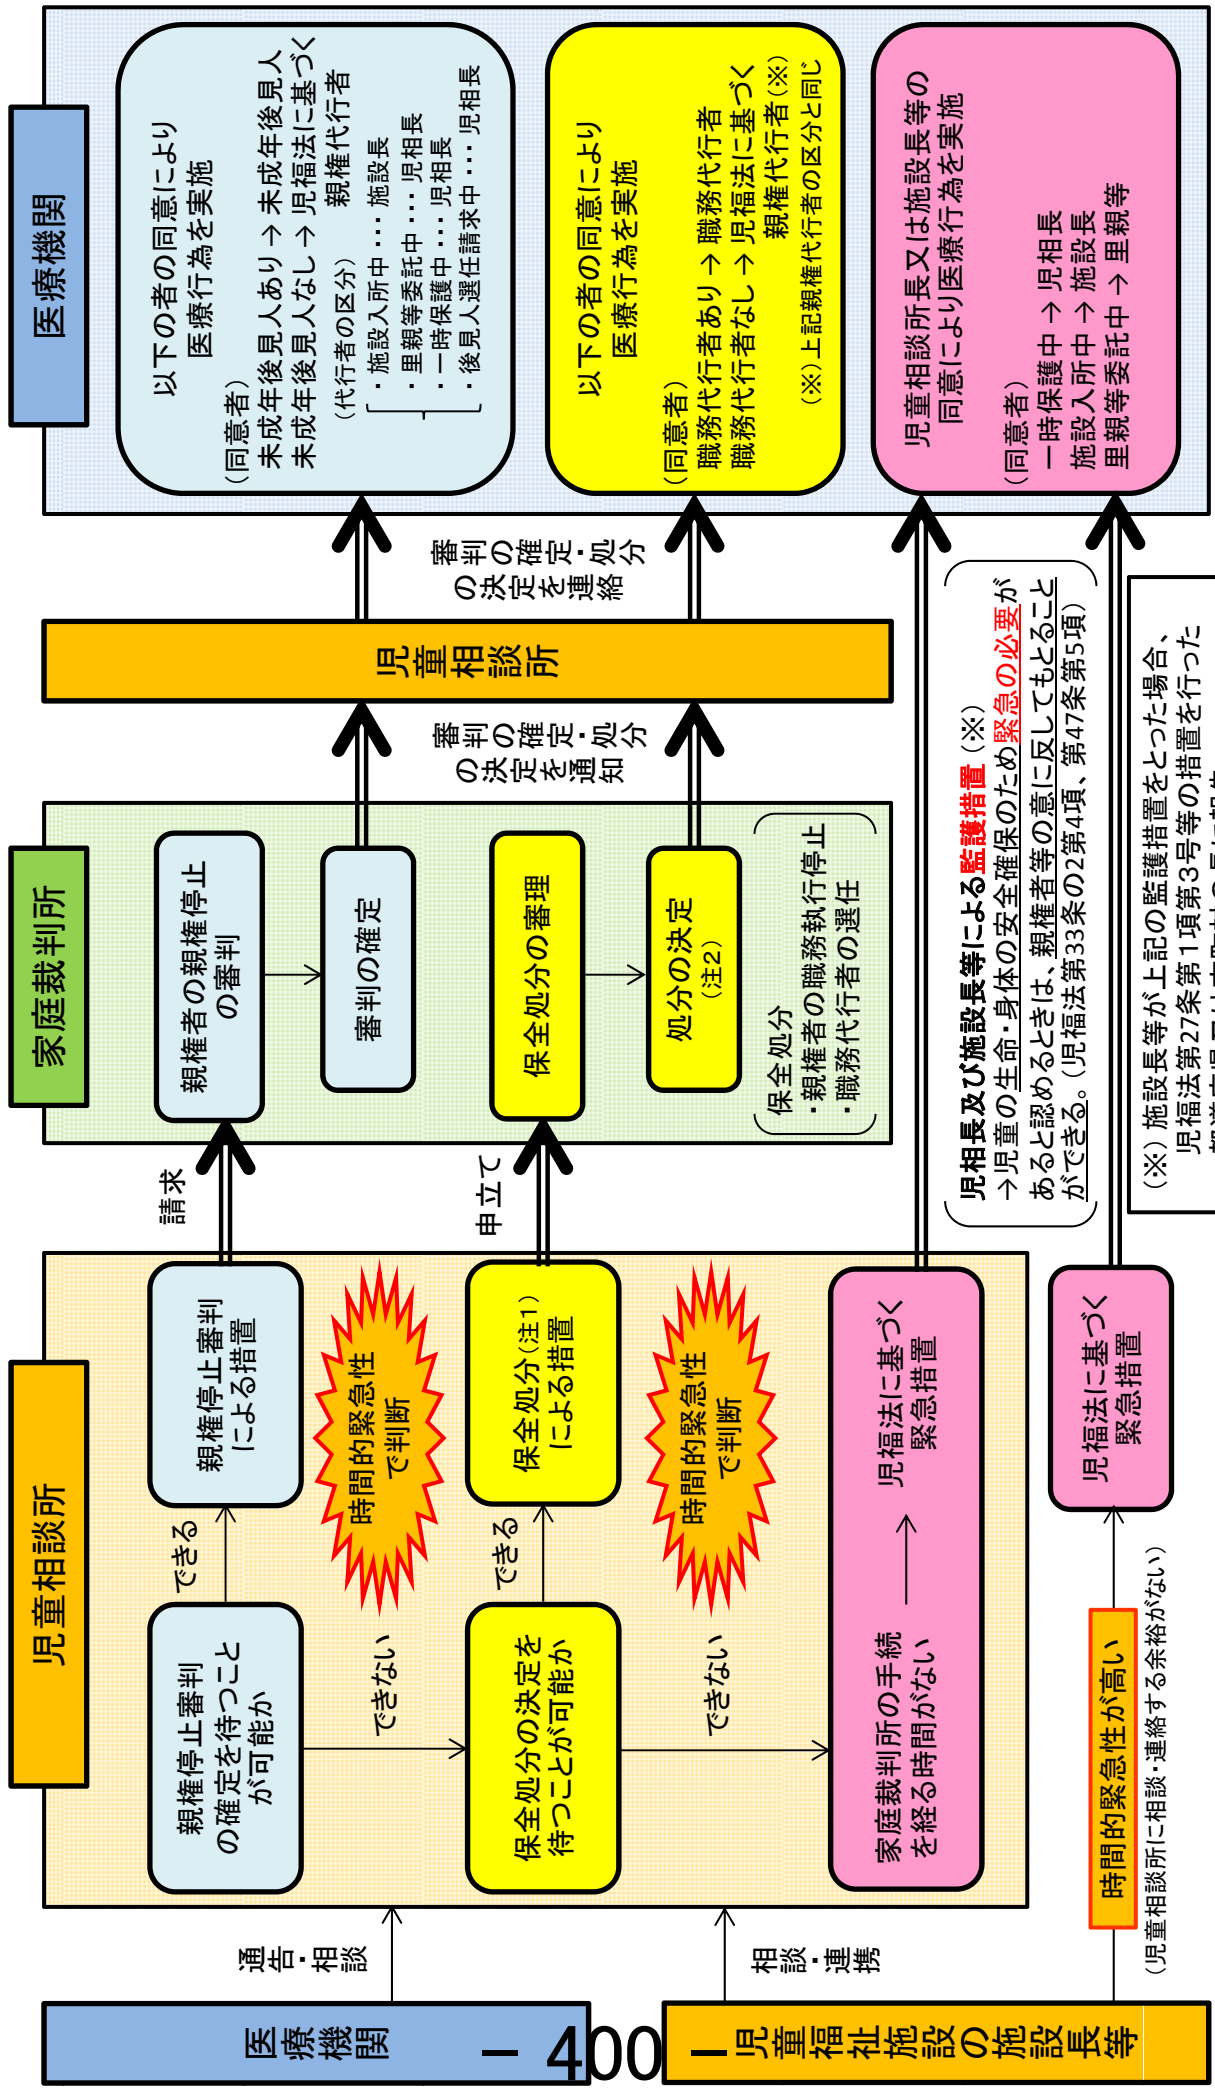 医療機関
児童福祉施設の施設長等
通告・相談
相談・連携
児童相談所
親権停止審判
の確定を待つこと
が可能か
できる
親権停止審判
による措置
できない
時間的緊急性
で判断
保全処分の決定を
待つことが可能か
できる
保全処分(注1)
による措置
できない
時間的緊急性
で判断
家庭裁判所の手続
を経る時間がない
児福法に基づく
緊急措置
時間的緊急性が高い
(児童相談所に相談・連絡する余裕がない)
児福法に基づく
緊急措置
請求
申立て
家庭裁判所
親権者の親権停止
の審判
審判の確定
保全処分の審理
処分の決定
(注2)
保全処分
・親権者の職務執行停止
・職務代行者の選任
審判の確定・処分
の決定を通知
児童相談所
審判の確定・処分
の決定を連絡
児相長及び施設長等による監護措置(※)
→児童の生命・身体の安全確保のため緊急の必要が
あると認めるときは、親権者等の意に反してもとること
ができる。(児福法第33条の2第4項、第47条第5項)
(※)施設長等が上記の監護措置をとった場合、
児福法第27条第1項第3号等の措置を行った
医療機関
以下の者の同意により
医療行為を実施
(同意者)
未成年後見人あり → 未成年後見人
未成年後見人なし → 児福法に基づく
親権代行者
(代行者の区分)
・施設入所中 ・・・ 施設長
・里親等委託中 ・・・ 児相長
・一時保護中 ・・・ 児相長
・後見人選任請求中 ・・・ 児相長
以下の者の同意により
医療行為を実施
(同意者)
職務代行者あり → 職務代行者
職務代行者なし → 児福法に基づく
親権代行者(※)
(※)上記親権代行者の区分と同じ
児童相談所長又は施設長等の
同意により医療行為を実施
(同意者)
一時保護中 → 児相長
施設入所中 → 施設長
里親等委託中 → 里親等
− 400 −